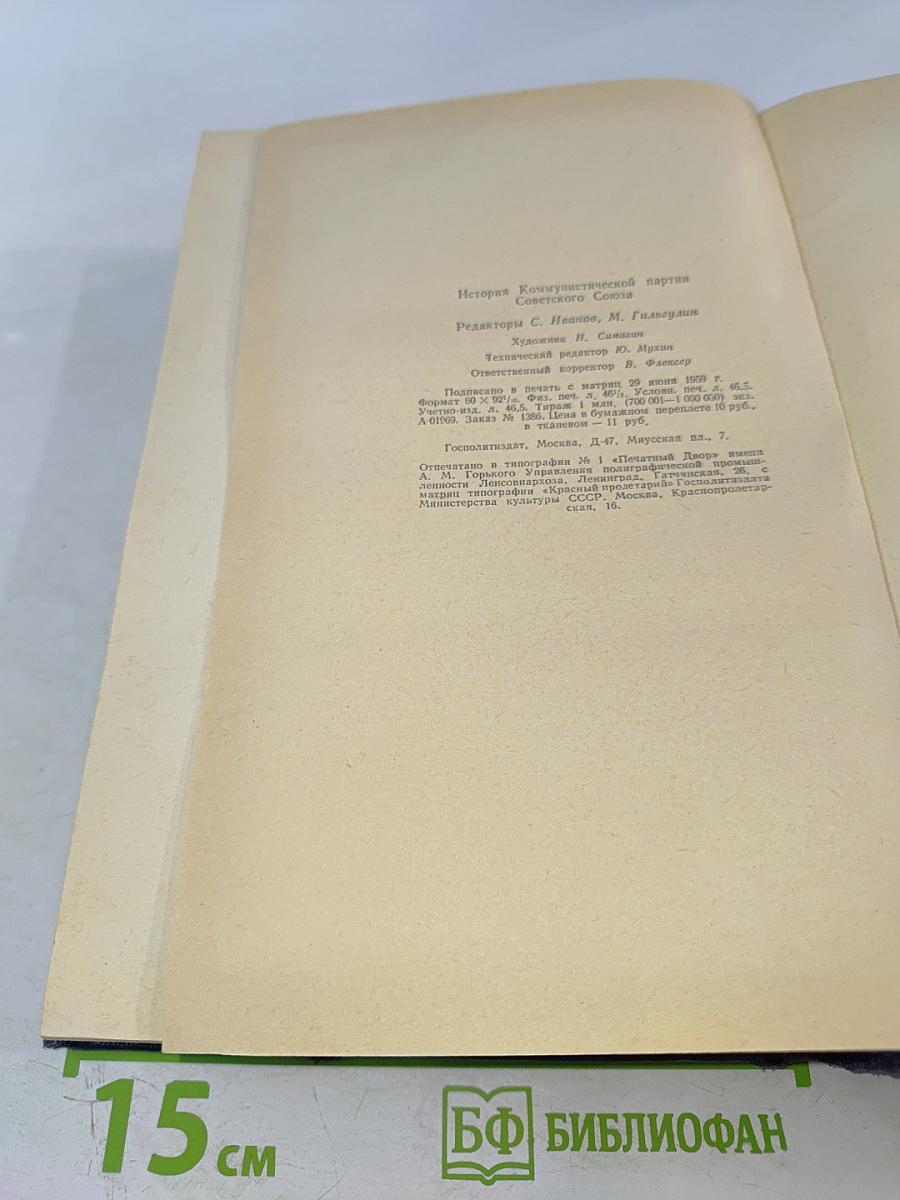 История Коммунистической партии
Советского Союза
Редакторы С. Иванов, М. Гильгулин
Художник Н. Симагин
Технический редактор Ю. Мухин
Ответственный корректор В. Флексер
Подписано в печать с матриц 29 июня 1959 г.
Формат 60 × 92¹/₁₆. Физ. печ. л. 46¹/₂. Условн. печ. л. 46,5.
Учетно-изд. л. 46,5. Тираж 1 млн. (700 001—1 000 000) экз.
А-01969. Заказ № 1386. Цена в бумажном переплете 10 руб.,
в тканевом — 11 руб.
Госполитиздат, Москва, Д-47, Миусская пл., 7.
Отпечатано в типографии № 1 «Печатный Двор» имени
А. М. Горького Управления полиграфической промыш-
ленности Ленсовнархоза, Ленинград, Гатчинская, 26, с
матриц типографии «Красный пролетарий» Госполитиздата
Министерства культуры СССР. Москва, Краснопролетар-
ская, 16.
15 см
БФ БИБЛИОФАН